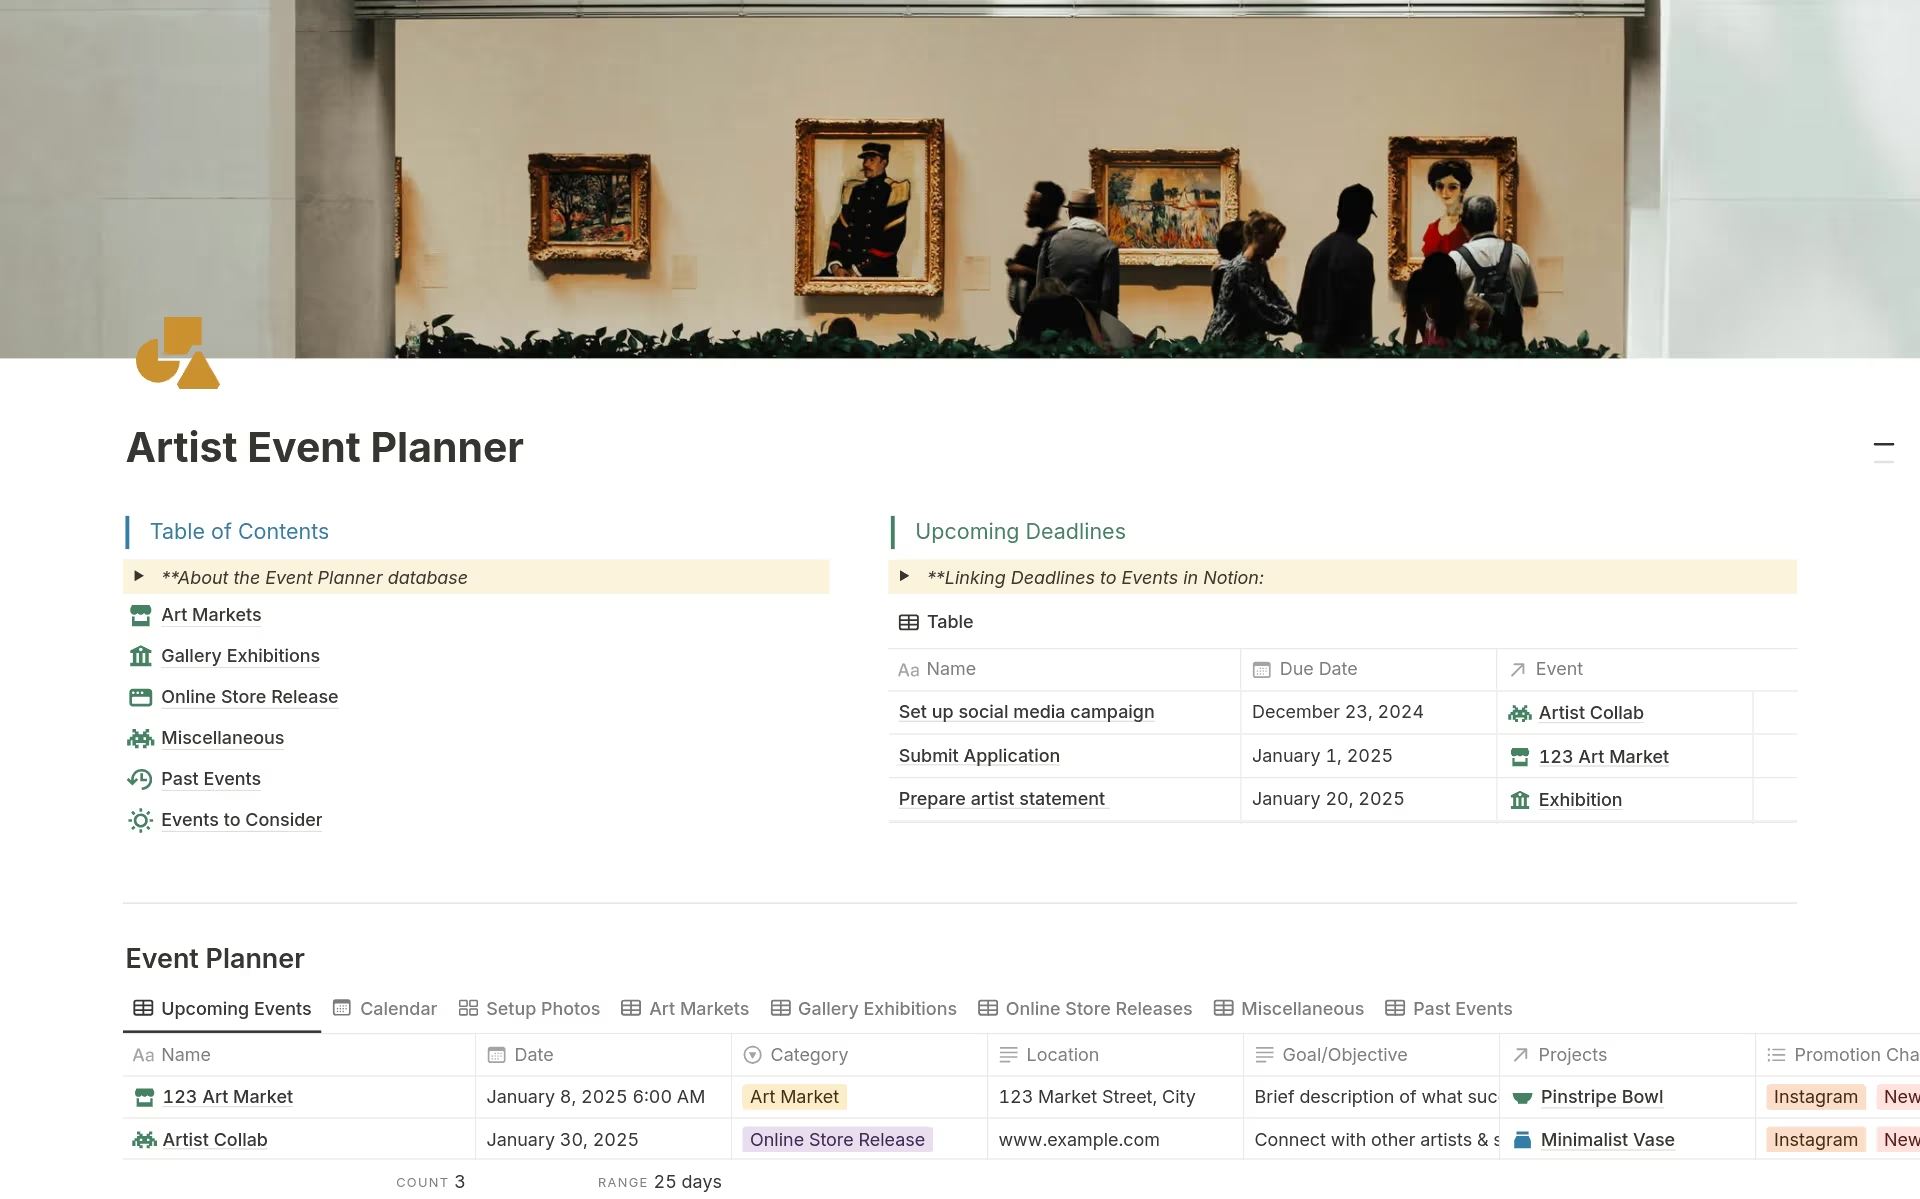 Artist Event Planner
Table of Contents
**About the Event Planner database
Art Markets
Gallery Exhibitions
Online Store Release
Miscellaneous
Past Events
Events to Consider
Upcoming Deadlines
**Linking Deadlines to Events in Notion:
Table
Aa Name Due Date Event
Set up social media campaign December 23, 2024 Artist Collab
Submit Application January 1, 2025 123 Art Market
Prepare artist statement January 20, 2025 Exhibition
Event Planner
Upcoming Events Calendar Setup Photos Art Markets Gallery Exhibitions Online Store Releases Miscellaneous Past Events
Aa Name Date Category Location Goal/Objective Projects Promotion Cha
123 Art Market January 8, 2025 6:00 AM Art Market 123 Market Street, City Brief description of what suc Pinstripe Bowl Instagram New
Artist Collab January 30, 2025 Online Store Release www.example.com Connect with other artists & s Minimalist Vase Instagram New
COUNT 3 RANGE 25 days